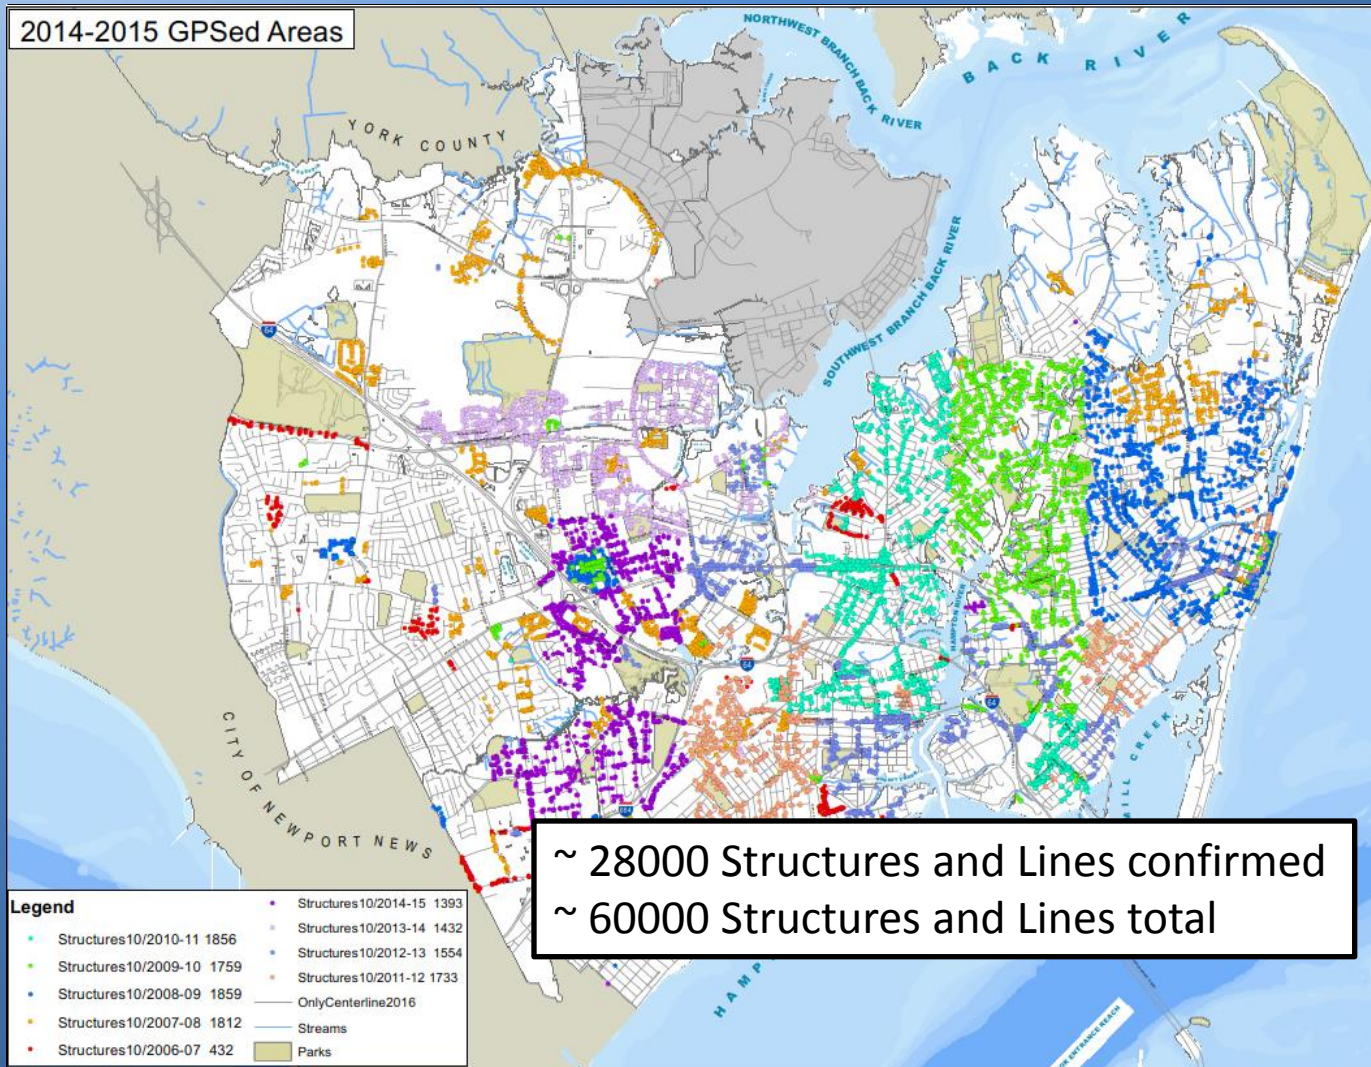 2014-2015 GPSed Areas
NORTHWEST BRANCH BACK RIVER
BACK RIVER
YORK COUNTY
SOUTHWEST BRANCH BACK RIVER
64
HAMPTON RIVER
64
64
MILL CREEK
CITY OF NEWPORT NEWS
664
~ 28000 Structures and Lines confirmed
~ 60000 Structures and Lines total
HAMP
ENTRANCE REACH
Legend
Structures10/2010-11 1856
Structures10/2009-10 1759
Structures10/2008-09 1859
Structures10/2007-08 1812
Structures10/2006-07 432
Structures10/2014-15 1393
Structures10/2013-14 1432
Structures10/2012-13 1554
Structures10/2011-12 1733
OnlyCenterline2016
Streams
Parks